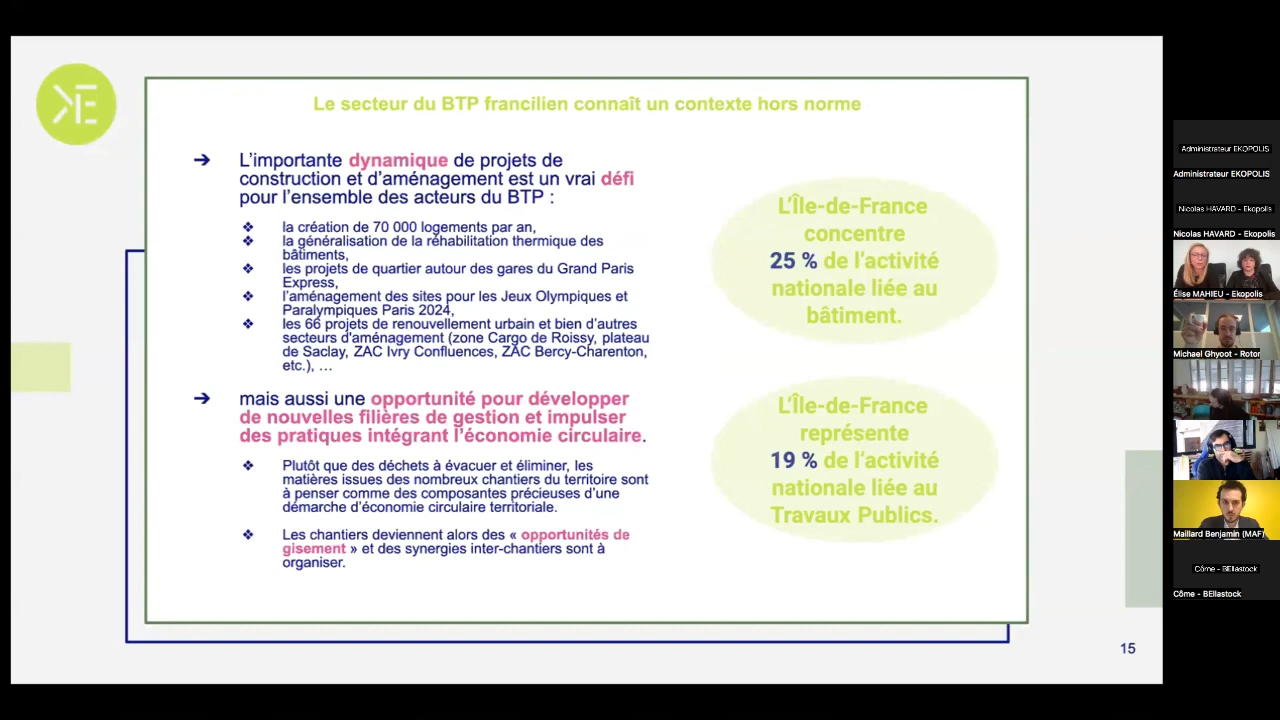 KE
Le secteur du BTP francilien connaît un contexte hors norme
➔ L'importante dynamique de projets de
construction et d'aménagement est un vrai défi
pour l'ensemble des acteurs du BTP :
❖ la création de 70 000 logements par an,
❖ la généralisation de la réhabilitation thermique des
bâtiments,
❖ les projets de quartier autour des gares du Grand Paris
Express,
❖ l'aménagement des sites pour les Jeux Olympiques et
Paralympiques Paris 2024,
❖ les 66 projets de renouvellement urbain et bien d'autres
secteurs d'aménagement (zone Cargo de Roissy, plateau
de Saclay, ZAC Ivry Confluences, ZAC Bercy-Charenton,
etc.), …
➔ mais aussi une opportunité pour développer
de nouvelles filières de gestion et impulser
des pratiques intégrant l'économie circulaire.
❖ Plutôt que des déchets à évacuer et éliminer, les
matières issues des nombreux chantiers du territoire sont
à penser comme des composantes précieuses d'une
démarche d'économie circulaire territoriale.
❖ Les chantiers deviennent alors des « opportunités de
gisement » et des synergies inter-chantiers sont à
organiser.
L'Île-de-France
concentre
25 % de l'activité
nationale liée au
bâtiment.
L'Île-de-France
représente
19 % de l'activité
nationale liée au
Travaux Publics.
15
Administrateur EKOPOLIS
Administrateur EKOPOLIS
Nicolas HAVARD - Ekopolis
Nicolas HAVARD - Ekopolis
Élise MAHIEU - Ekopolis
Michael Ghyoot - Rotor
Maillard Benjamin (MAF)
Côme - BEllastock
Côme - BEllastock